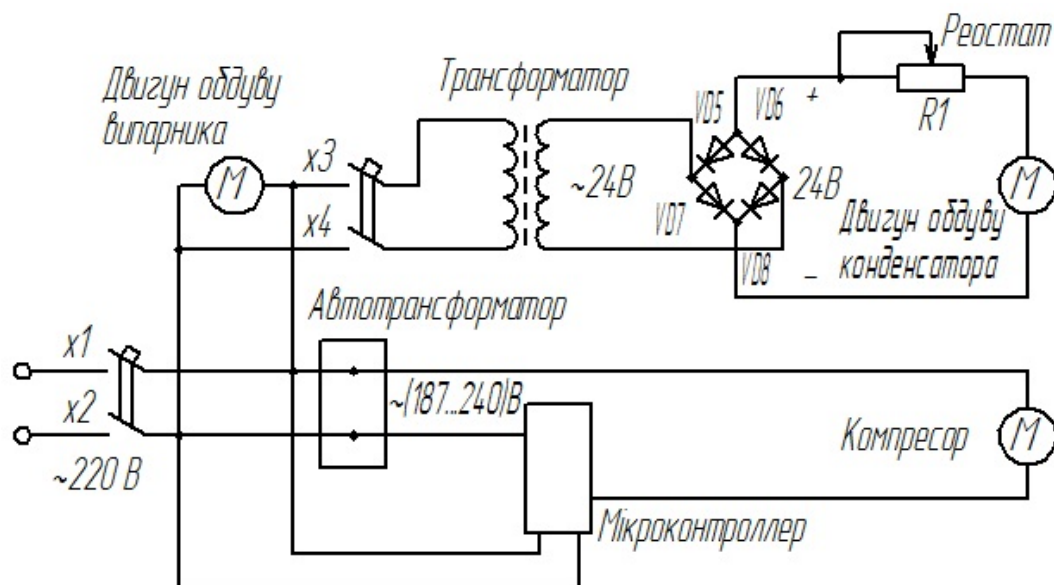 Реостат
Двигун обдуву
випарника
Трансформатор
VD5
VD6
+
R1
М
x3
x4
~24В
24В
М
VD7
VD8
–
Двигун обдуву
конденсатора
Автотрансформатор
x1
x2
~220 В
~(187...240)В
Компресор
М
Мікроконтроллер